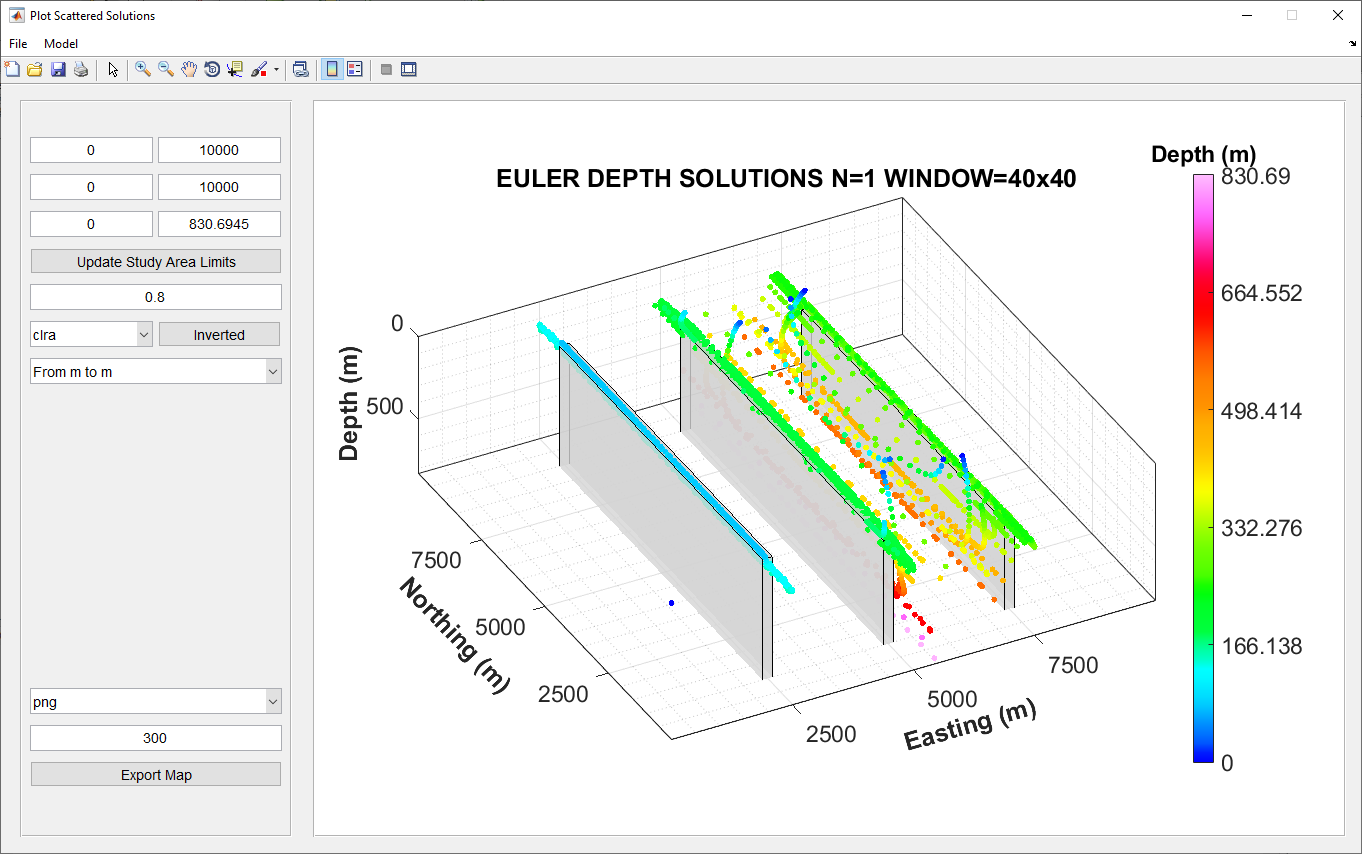 Plot Scattered Solutions
File Model
0 10000
0 10000
0 830.6945
Update Study Area Limits
0.8
clra Inverted
From m to m
png
300
Export Map
EULER DEPTH SOLUTIONS N=1 WINDOW=40x40
Depth (m)
830.69
664.552
498.414
332.276
166.138
0
Depth (m)
0
500
Northing (m)
7500
5000
2500
Easting (m)
2500
5000
7500